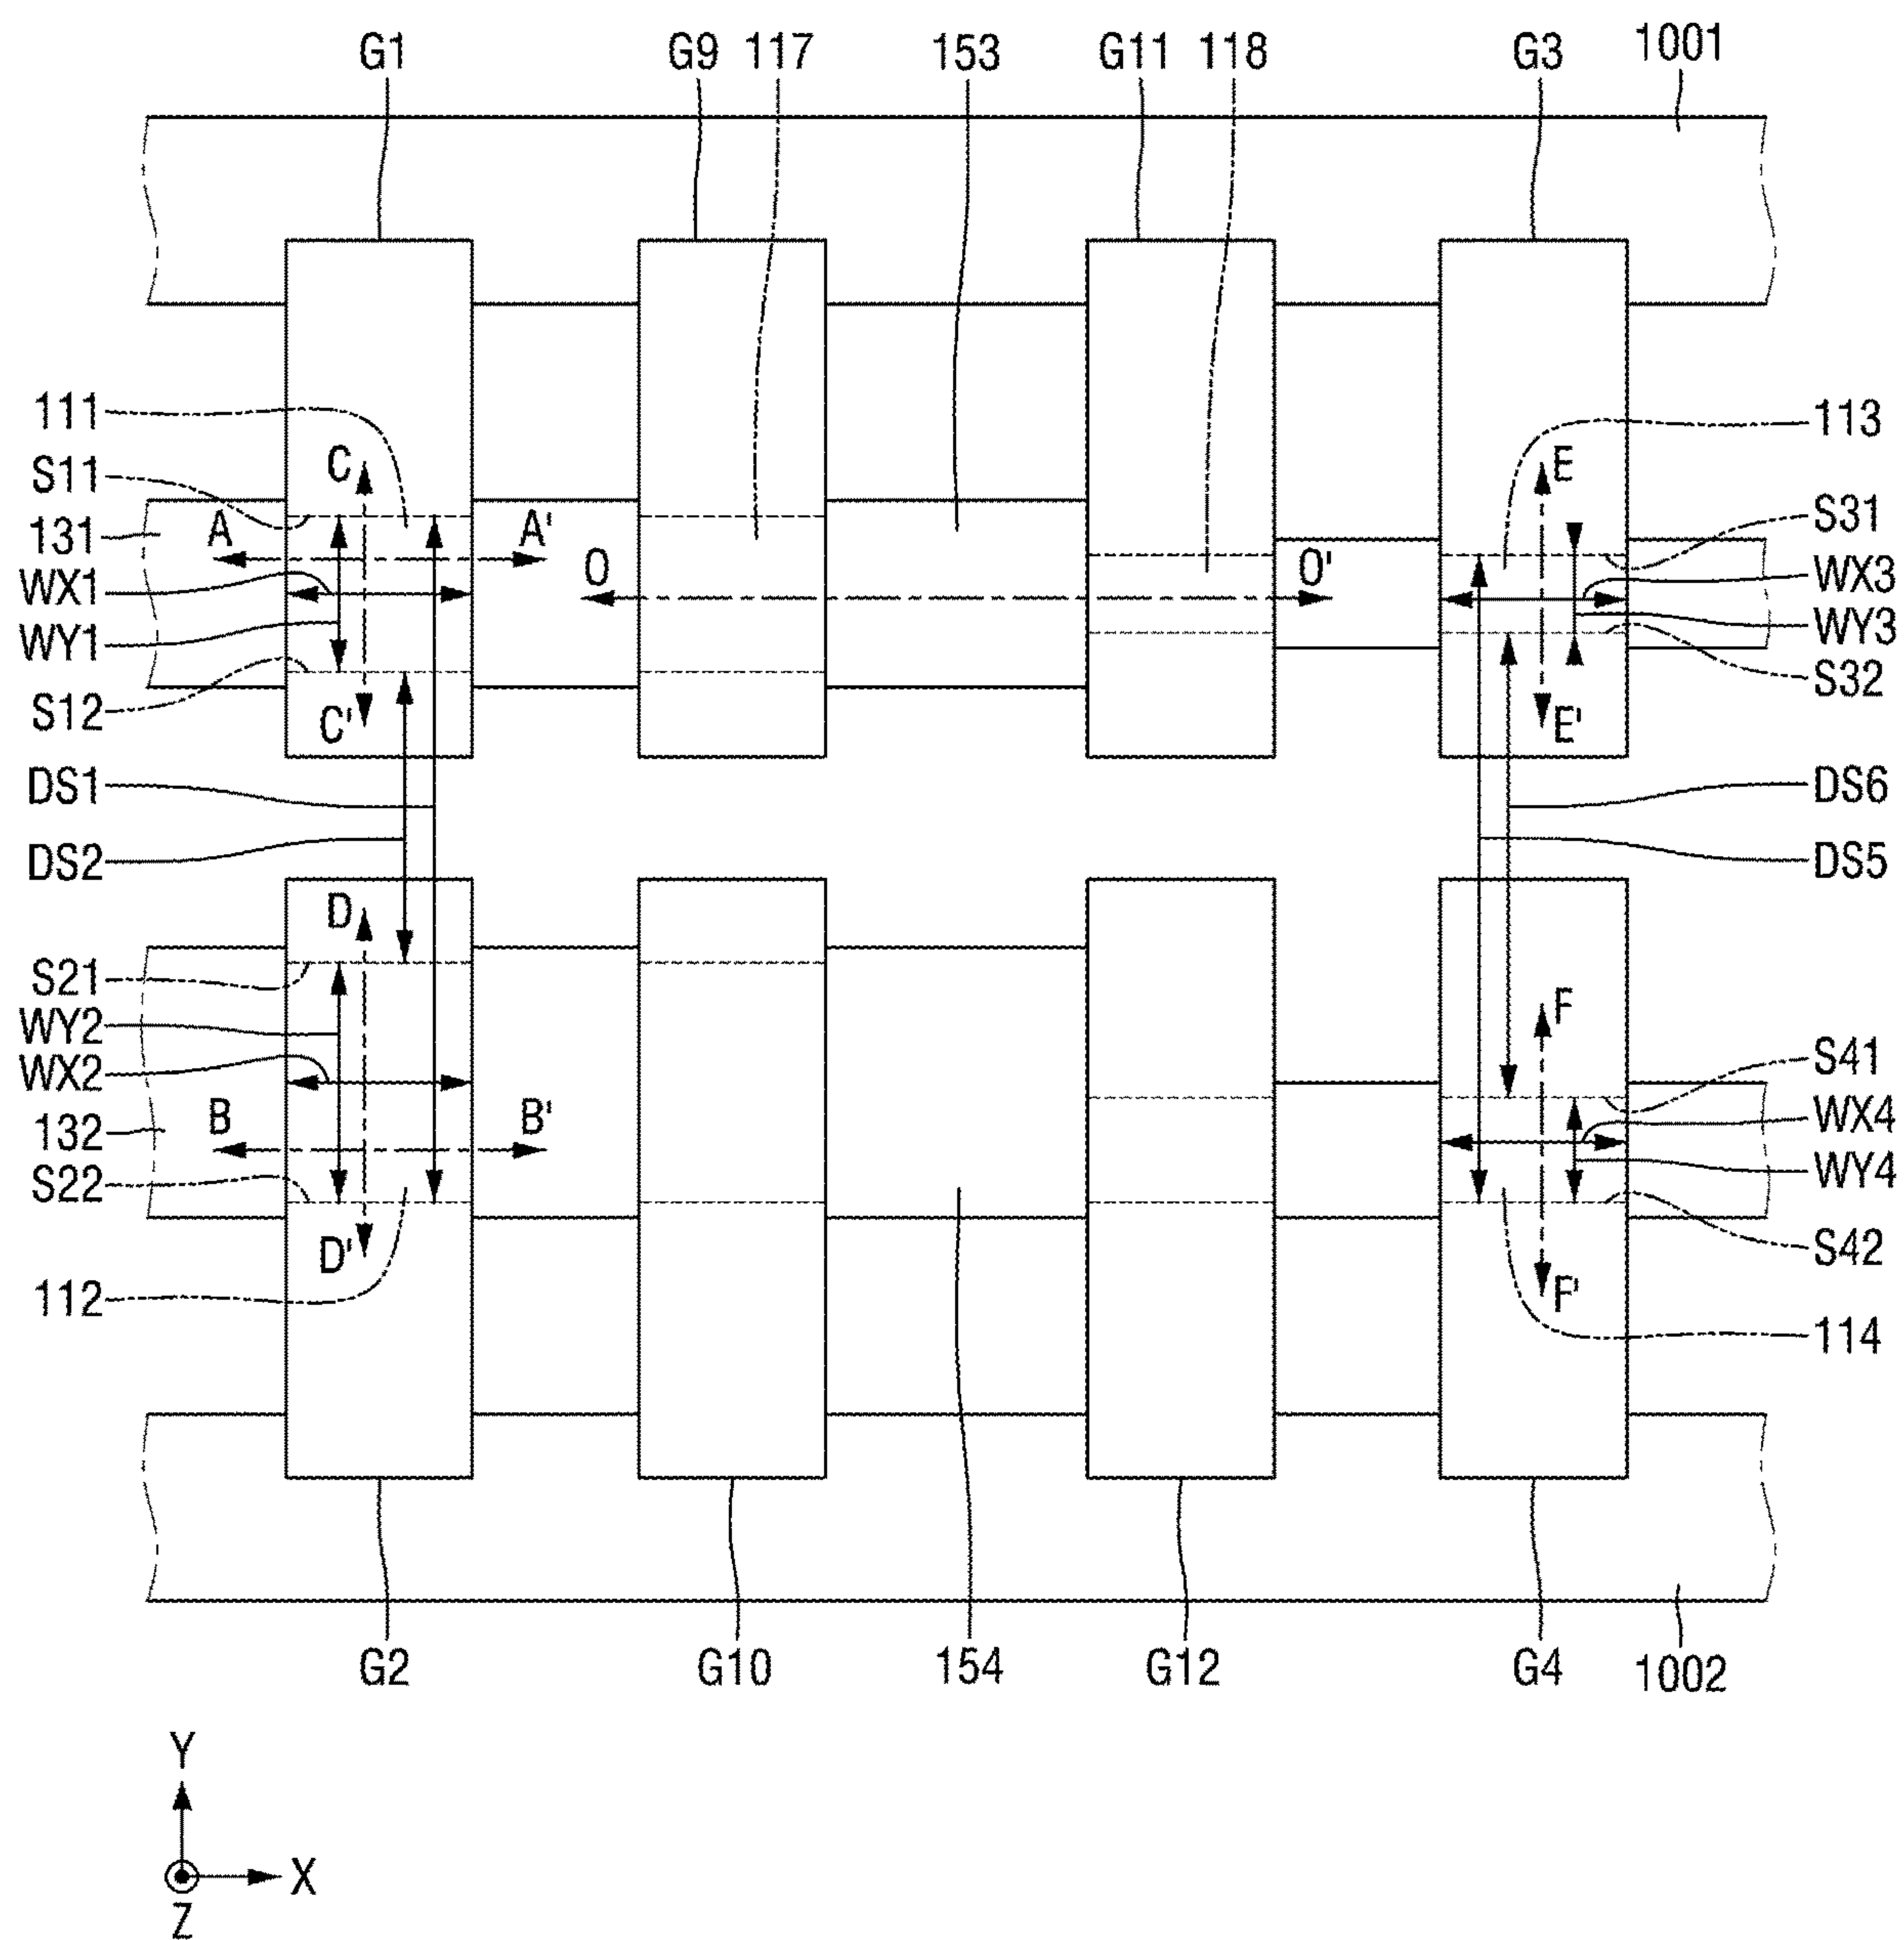 G1 G9 117 153 G11 118 G3 1001
111 113
C E
S11 S31
131 A A' O O'
WX1 WX3
WY1 WY3
S12 C' E' S32
DS1 DS6
DS2 DS5
D
S21 F
WY2 S41
WX2 WX4
132 B B' WY4
S22
D' S42
112 F'
114
G2 G10 154 G12 G4 1002
Y
X
Z